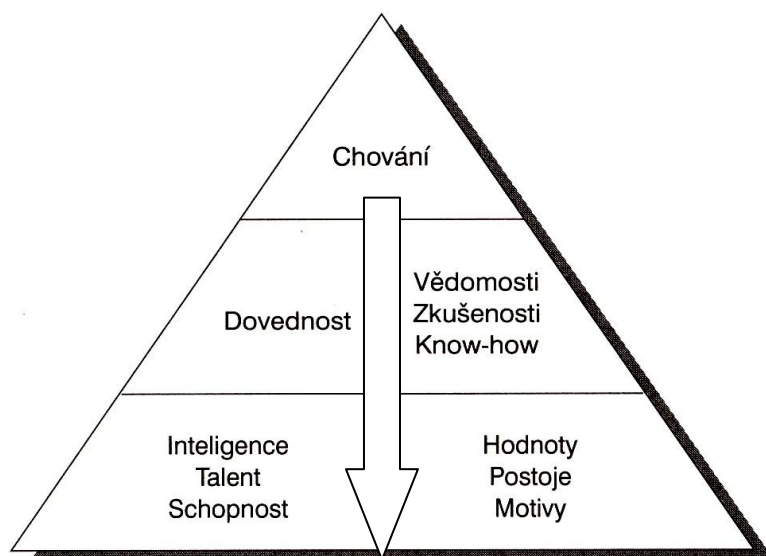 Chování
Dovednost
Vědomosti
Zkušenosti
Know-how
Inteligence
Talent
Schopnost
Hodnoty
Postoje
Motivy